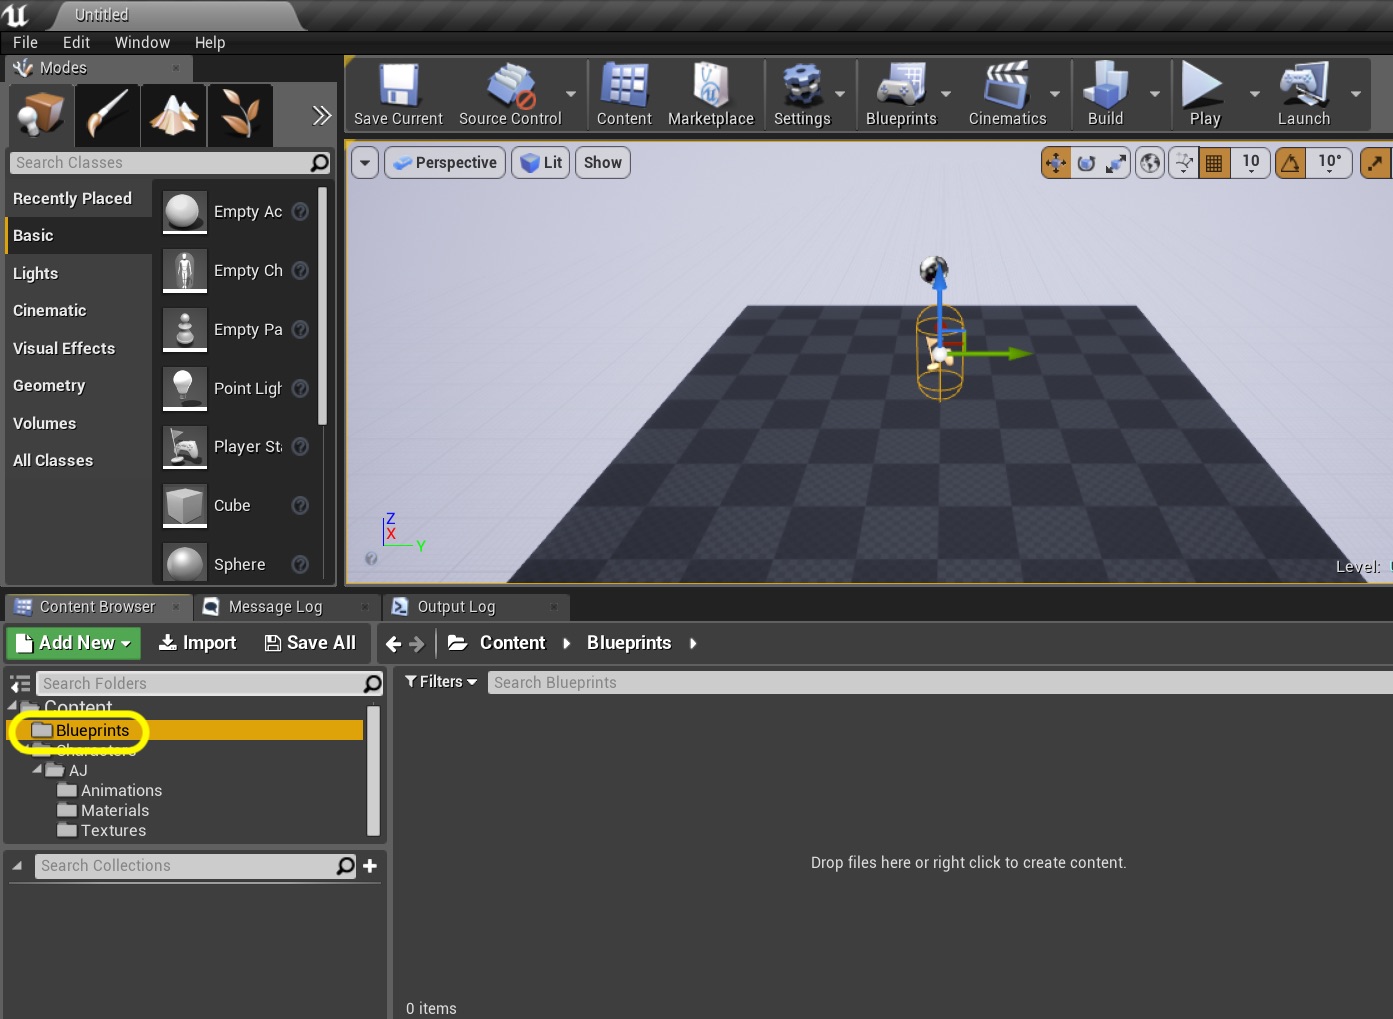 Untitled
File Edit Window Help
Modes
Save Current Source Control Content Marketplace Settings Blueprints Cinematics Build Play Launch
Search Classes
Perspective Lit Show 10 10°
Recently Placed
Basic
Lights
Cinematic
Visual Effects
Geometry
Volumes
All Classes
Empty Ac
Empty Ch
Empty Pa
Point Ligh
Player Sta
Cube
Sphere
Z
X
Y
Level:
Content Browser Message Log Output Log
Add New Import Save All Content Blueprints
Search Folders
Filters Search Blueprints
Content
Blueprints
Characters
AJ
Animations
Materials
Textures
Search Collections
Drop files here or right click to create content.
0 items